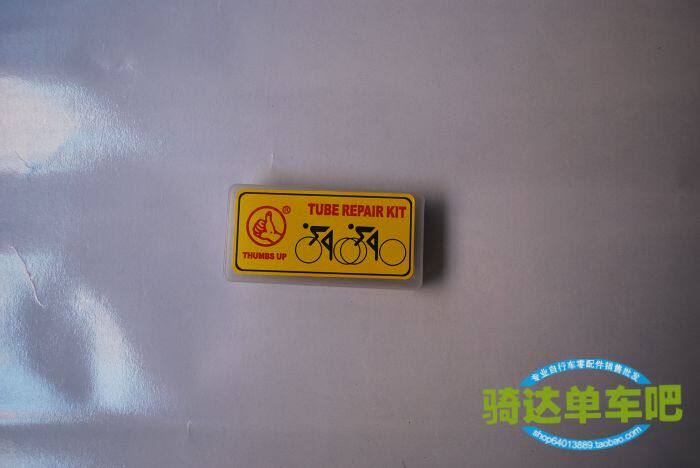 TUBE REPAIR KIT
®
THUMBS UP
专业自行车零配件销售批发
骑达单车吧
shop64013889.taobao.com